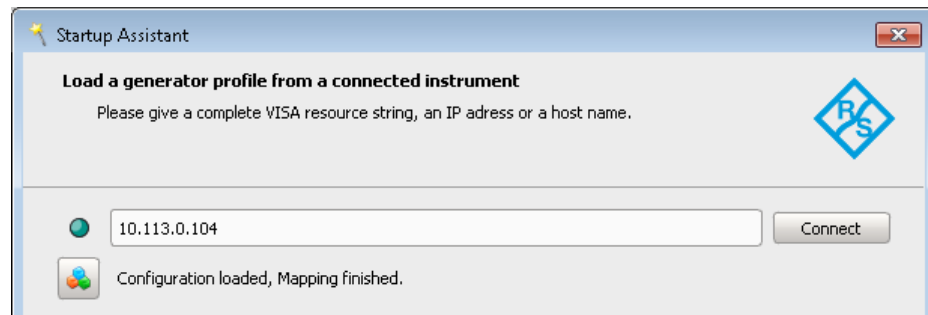 Startup Assistant
Load a generator profile from a connected instrument
Please give a complete VISA resource string, an IP adress or a host name.
R
S
10.113.0.104
Connect
Configuration loaded, Mapping finished.